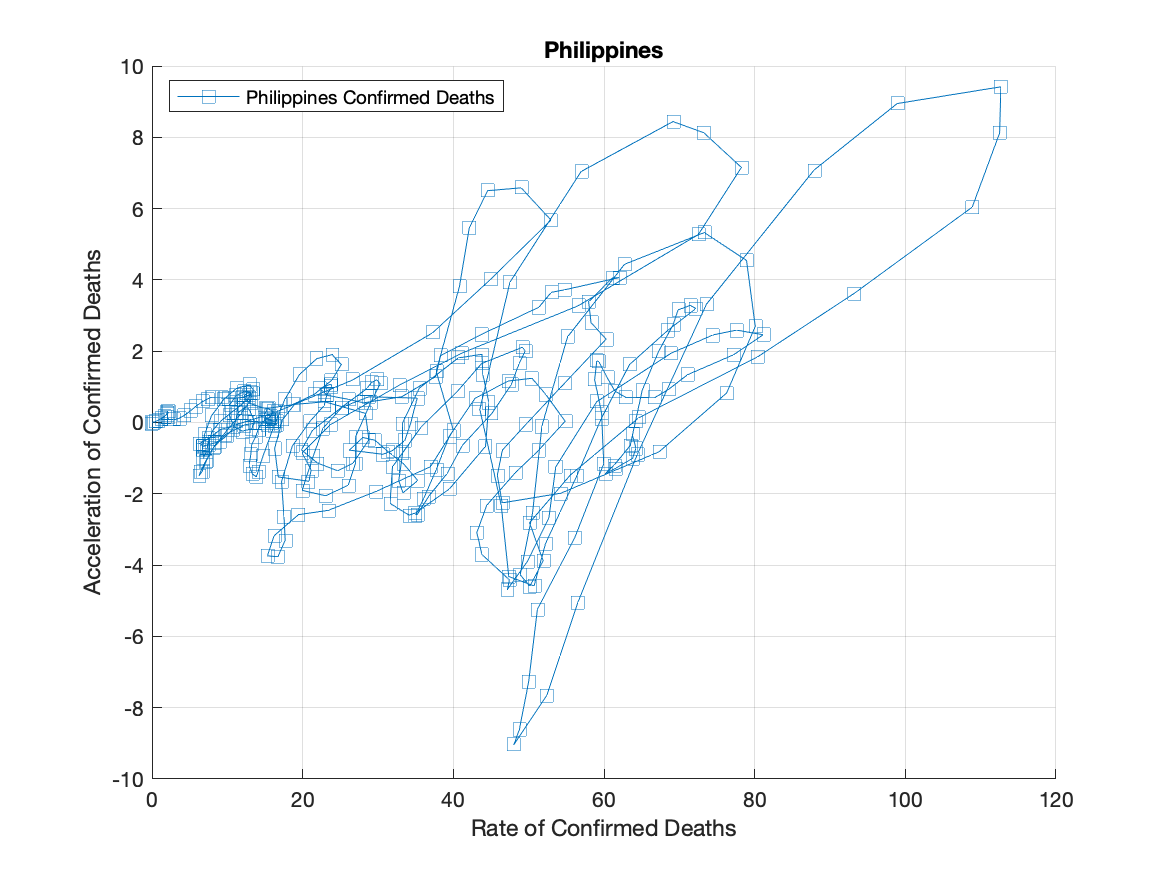 Philippines
Philippines Confirmed Deaths
10
8
6
4
2
0
-2
-4
-6
-8
-10
Acceleration of Confirmed Deaths
0 20 40 60 80 100 120
Rate of Confirmed Deaths